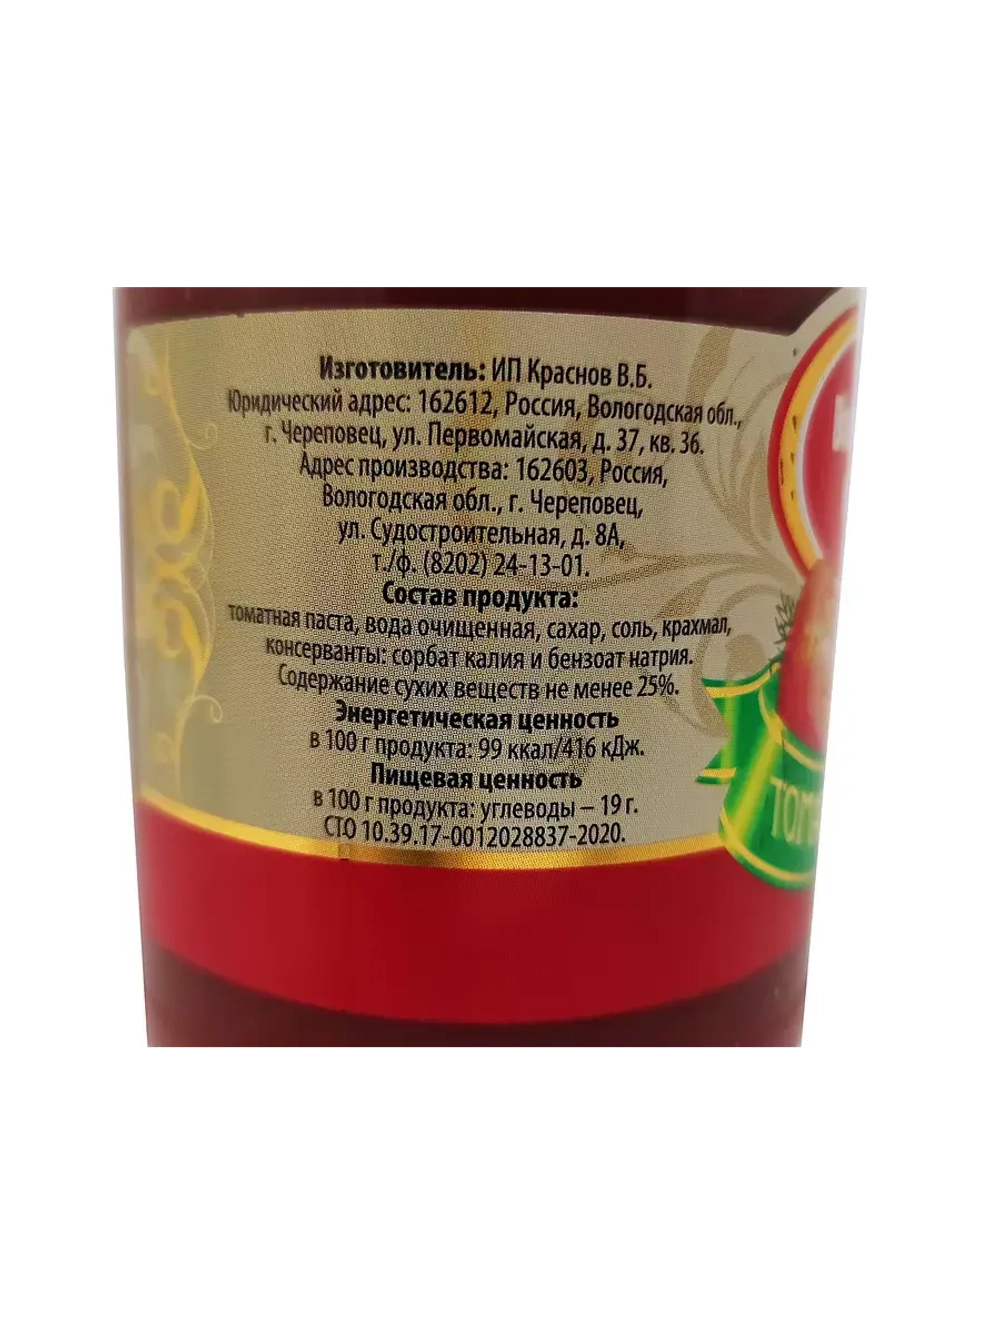 Изготовитель: ИП Краснов В.Б.
Юридический адрес: 162612, Россия, Вологодская обл.,
г. Череповец, ул. Первомайская, д. 37, кв. 36.
Адрес производства: 162603, Россия,
Вологодская обл., г. Череповец,
ул. Судостроительная, д. 8А,
т./ф. (8202) 24-13-01.
Состав продукта:
томатная паста, вода очищенная, сахар, соль, крахмал,
консерванты: сорбат калия и бензоат натрия.
Содержание сухих веществ не менее 25%.
Энергетическая ценность
в 100 г продукта: 99 ккал/416 кДж.
Пищевая ценность
в 100 г продукта: углеводы – 19 г.
СТО 10.39.17-0012028837-2020.